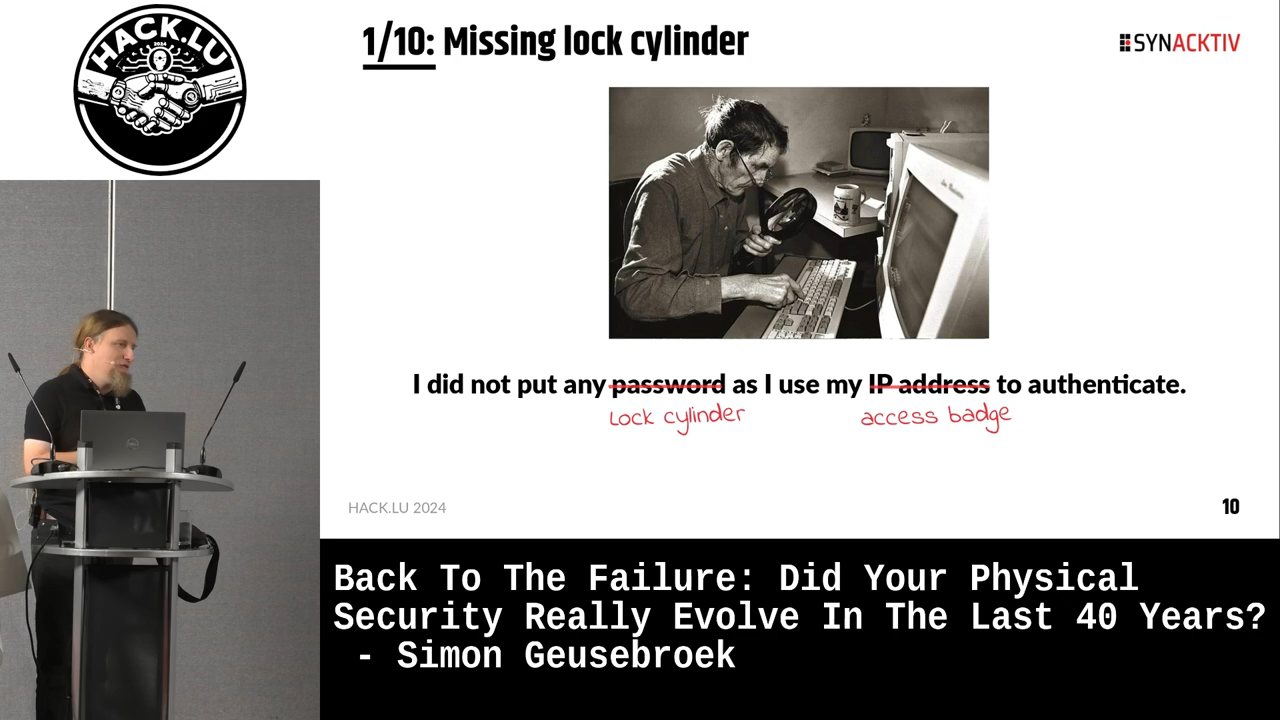 HACK.LU
2024
1/10: Missing lock cylinder
SYNACKTIV
I did not put any password as I use my IP address to authenticate.
lock cylinder access badge
HACK.LU 2024
10
Back To The Failure: Did Your Physical
Security Really Evolve In The Last 40 Years?
- Simon Geusebroek